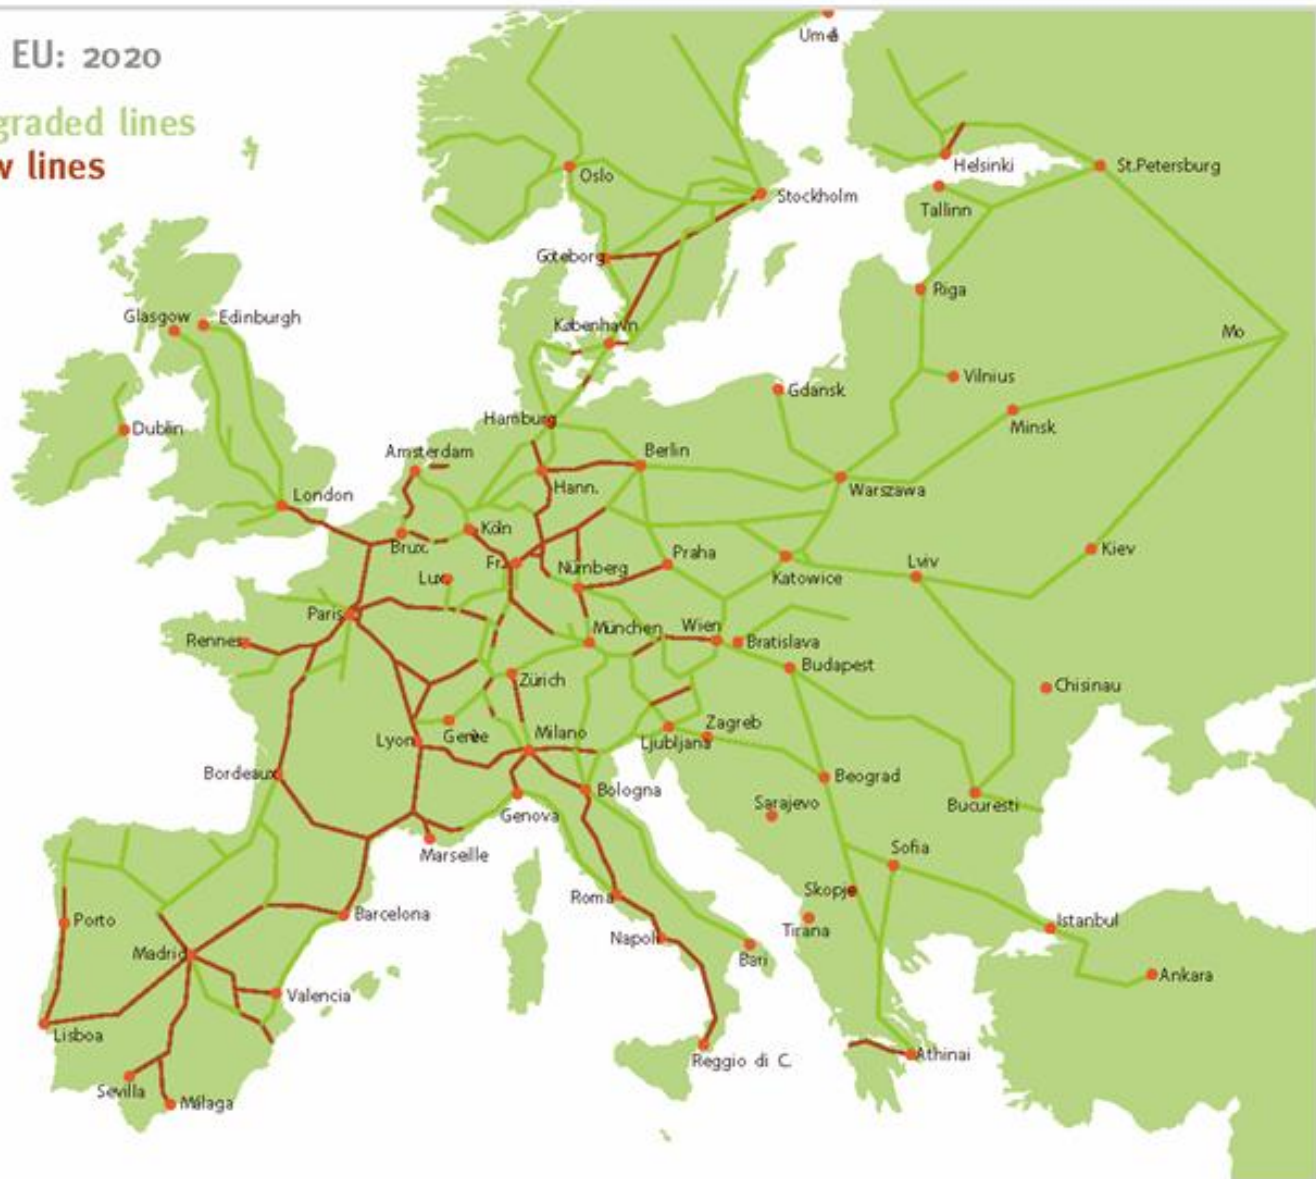 EU: 2020
graded lines
w lines
Umeå
Oslo
Helsinki
St.Petersburg
Stockholm
Tallinn
Göteborg
Riga
Glasgow
Edinburgh
København
Mo
Vilnius
Gdansk
Minsk
Hamburg
Dublin
Amsterdam
Berlin
Hann.
Warszawa
London
Köln
Brux.
Fr.
Praha
Kiev
Lux.
Nürnberg
Katowice
Lviv
Paris
Rennes
München
Wien
Bratislava
Budapest
Zürich
Chisinau
Zagreb
Lyon
Milano
Ljubljana
Bordeaux
Bologna
Beograd
Sarajevo
Bucuresti
Genova
Marseille
Sofia
Skopje
Roma
Porto
Barcelona
Istanbul
Tirana
Napoli
Madrid
Bari
Ankara
Valencia
Lisboa
Reggio di C.
Athinai
Sevilla
Málaga